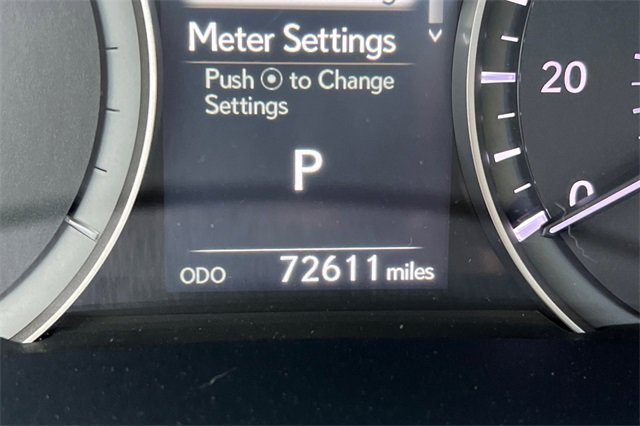 Meter Settings
Push to Change
Settings
P
ODO 72611 miles
20
0